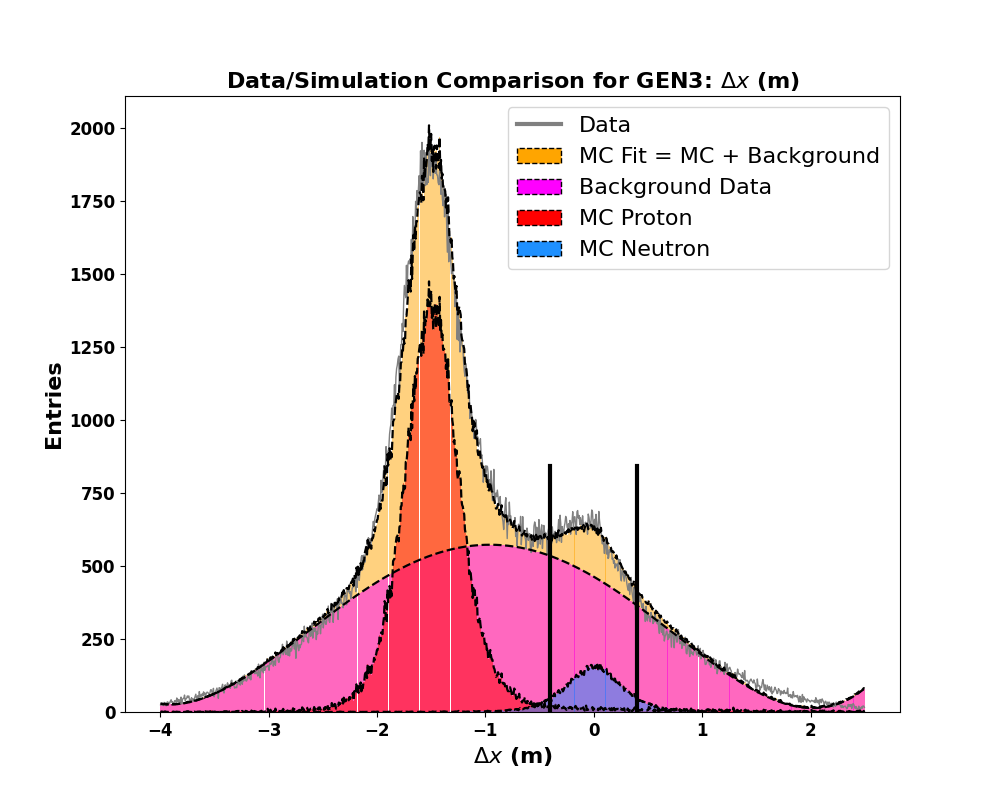 Data/Simulation Comparison for GEN3: Δx (m)
Data
MC Fit = MC + Background
Background Data
MC Proton
MC Neutron
2000
1750
1500
1250
1000
750
500
250
0
Entries
−4 −3 −2 −1 0 1 2
Δx (m)